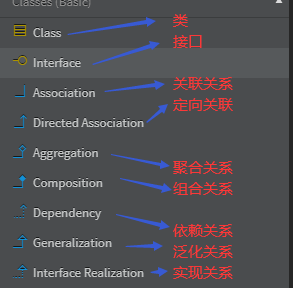 Classes (Basic)
Class 类
Interface 接口
Association 关联关系
Directed Association 定向关联
Aggregation 聚合关系
Composition 组合关系
Dependency 依赖关系
Generalization 泛化关系
Interface Realization 实现关系